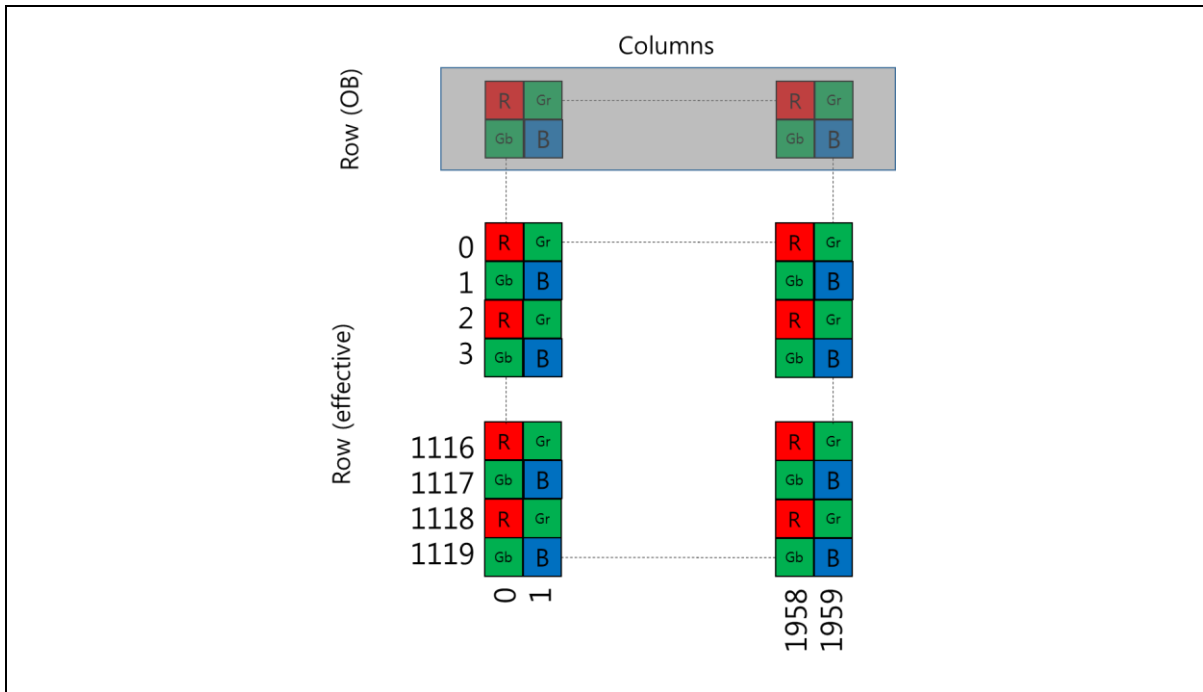 Columns
Row (OB)
R Gr R Gr
Gb B Gb B
Row (effective)
0 R Gr R Gr
1 Gb B Gb B
2 R Gr R Gr
3 Gb B Gb B
1116 R Gr R Gr
1117 Gb B Gb B
1118 R Gr R Gr
1119 Gb B Gb B
0 1 1958 1959